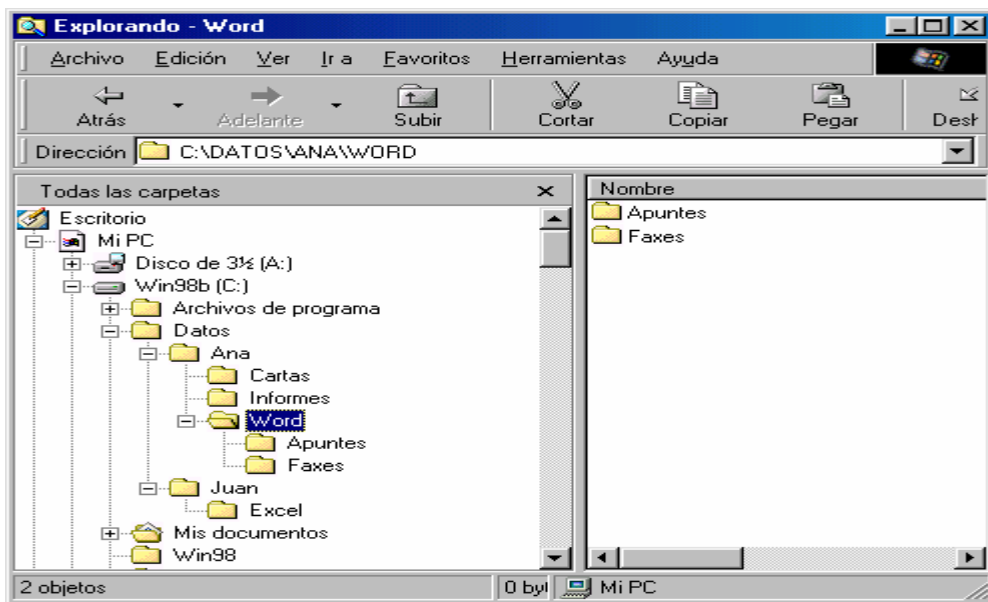 Explorando - Word
Archivo Edición Ver Ir a Favoritos Herramientas Ayuda
Atrás Adelante Subir Cortar Copiar Pegar Desh
Dirección C:\DATOS\ANA\WORD
Todas las carpetas
Nombre
Escritorio
Apuntes
Mi PC
Faxes
Disco de 3½ (A:)
Win98b (C:)
Archivos de programa
Datos
Ana
Cartas
Informes
Word
Apuntes
Faxes
Juan
Excel
Mis documentos
Win98
2 objetos 0 byt Mi PC